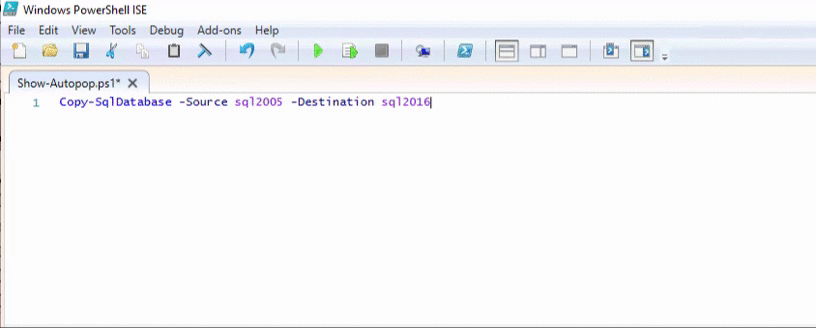 Windows PowerShell ISE
File Edit View Tools Debug Add-ons Help
Show-Autopop.ps1*
1 Copy-SqlDatabase -Source sql2005 -Destination sql2016